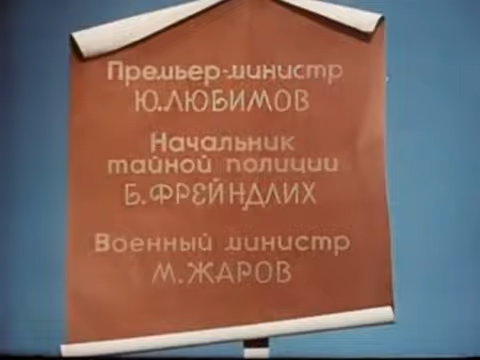 Премьер-министр
Ю.ЛЮБИМОВ
Начальник
тайной полиции
Б.ФРЕЙНДЛИХ
Военный министр
М.ЖАРОВ